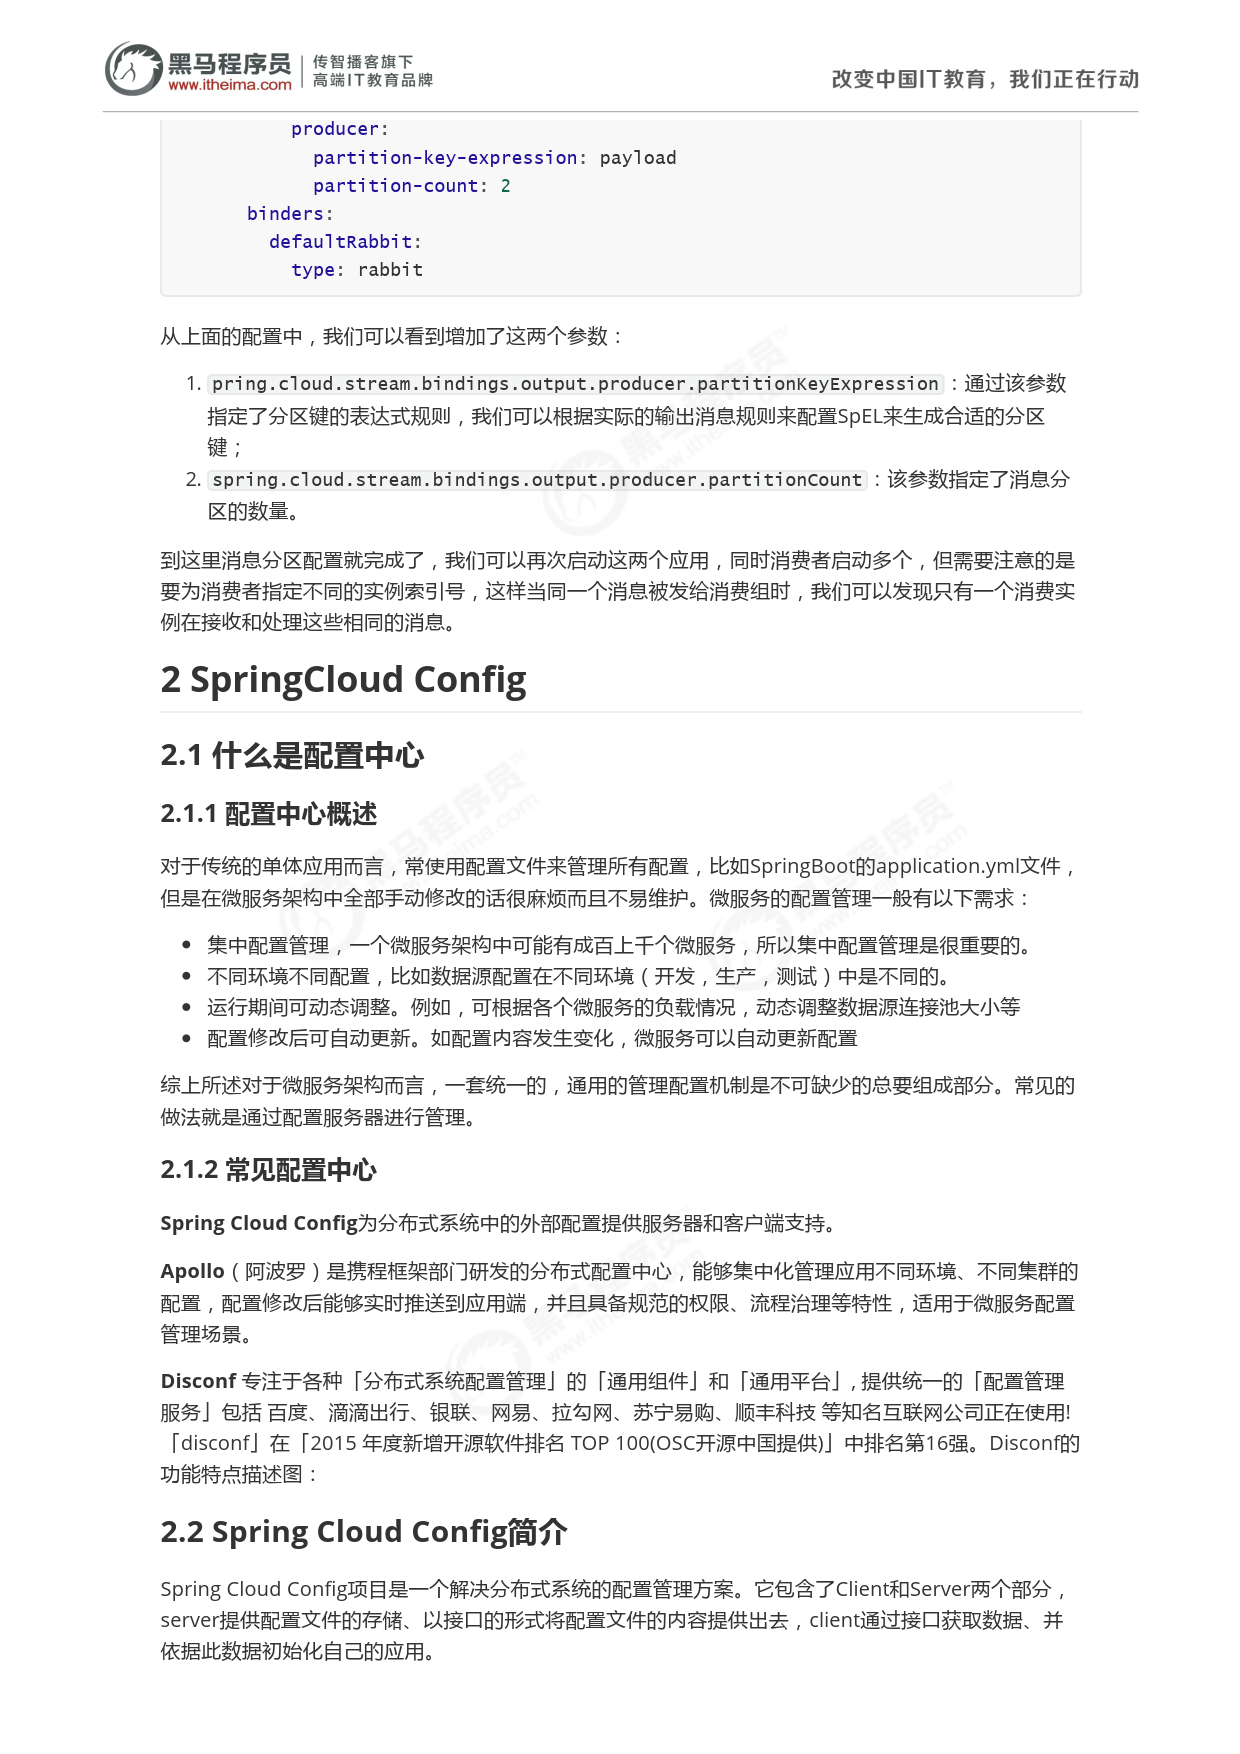 黑马程序员
www.itheima.com
传智播客旗下
高端IT教育品牌
改变中国IT教育，我们正在行动
producer:
partition-key-expression: payload
partition-count: 2
binders:
defaultRabbit:
type: rabbit
从上面的配置中，我们可以看到增加了这两个参数：
1. pring.cloud.stream.bindings.output.producer.partitionKeyExpression ：通过该参数
指定了分区键的表达式规则，我们可以根据实际的输出消息规则来配置SpEL来生成合适的分区
键；
2. spring.cloud.stream.bindings.output.producer.partitionCount ：该参数指定了消息分
区的数量。
到这里消息分区配置就完成了，我们可以再次启动这两个应用，同时消费者启动多个，但需要注意的是
要为消费者指定不同的实例索引号，这样当同一个消息被发给消费组时，我们可以发现只有一个消费实
例在接收和处理这些相同的消息。
2 SpringCloud Config
2.1 什么是配置中心
2.1.1 配置中心概述
对于传统的单体应用而言，常使用配置文件来管理所有配置，比如SpringBoot的application.yml文件，
但是在微服务架构中全部手动修改的话很麻烦而且不易维护。微服务的配置管理一般有以下需求：
● 集中配置管理，一个微服务架构中可能有成百上千个微服务，所以集中配置管理是很重要的。
● 不同环境不同配置，比如数据源配置在不同环境（开发，生产，测试）中是不同的。
● 运行期间可动态调整。例如，可根据各个微服务的负载情况，动态调整数据源连接池大小等
● 配置修改后可自动更新。如配置内容发生变化，微服务可以自动更新配置
综上所述对于微服务架构而言，一套统一的，通用的管理配置机制是不可缺少的总要组成部分。常见的
做法就是通过配置服务器进行管理。
2.1.2 常见配置中心
Spring Cloud Config为分布式系统中的外部配置提供服务器和客户端支持。
Apollo（阿波罗）是携程框架部门研发的分布式配置中心，能够集中化管理应用不同环境、不同集群的
配置，配置修改后能够实时推送到应用端，并且具备规范的权限、流程治理等特性，适用于微服务配置
管理场景。
Disconf 专注于各种「分布式系统配置管理」的「通用组件」和「通用平台」, 提供统一的「配置管理
服务」包括 百度、滴滴出行、银联、网易、拉勾网、苏宁易购、顺丰科技 等知名互联网公司正在使用!
「disconf」在「2015 年度新增开源软件排名 TOP 100(OSC开源中国提供)」中排名第16强。Disconf的
功能特点描述图：
2.2 Spring Cloud Config简介
Spring Cloud Config项目是一个解决分布式系统的配置管理方案。它包含了Client和Server两个部分，
server提供配置文件的存储、以接口的形式将配置文件的内容提供出去，client通过接口获取数据、并
依据此数据初始化自己的应用。